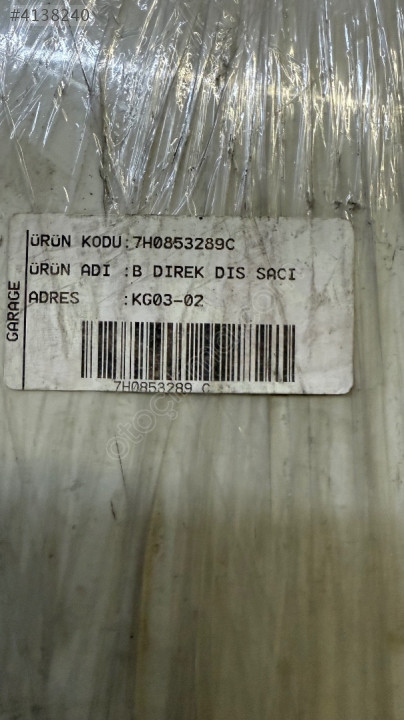 #4138240
GARAGE
ÜRÜN KODU:7H0853289C
ÜRÜN ADI :B DIREK DIS SACI
ADRES :KG03-02
7H0853289 C